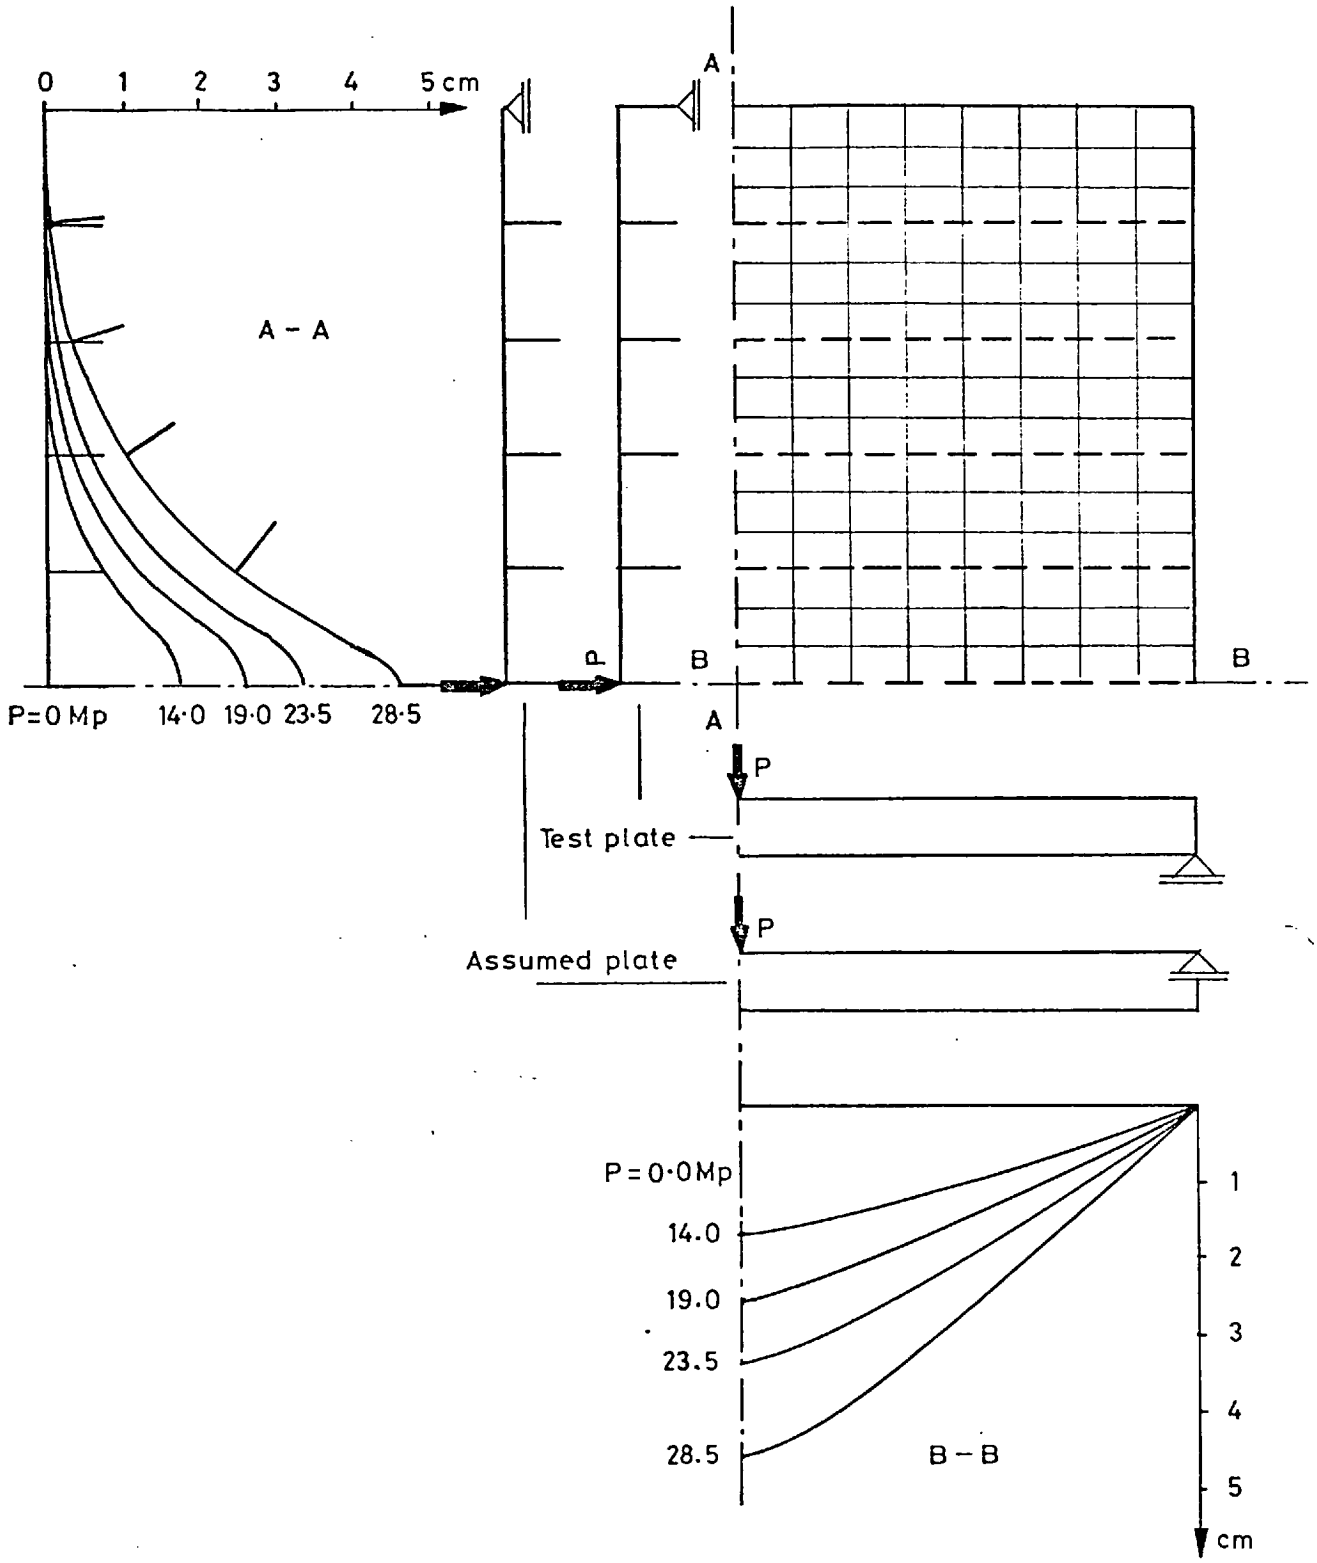 0 1 2 3 4 5 cm
A
A – A
P
B
B
P=0 Mp 14·0 19·0 23·5 28·5
A
P
Test plate
P
Assumed plate
P=0·0Mp
1
14.0
2
19.0
3
23.5
4
28.5
B – B
5
cm